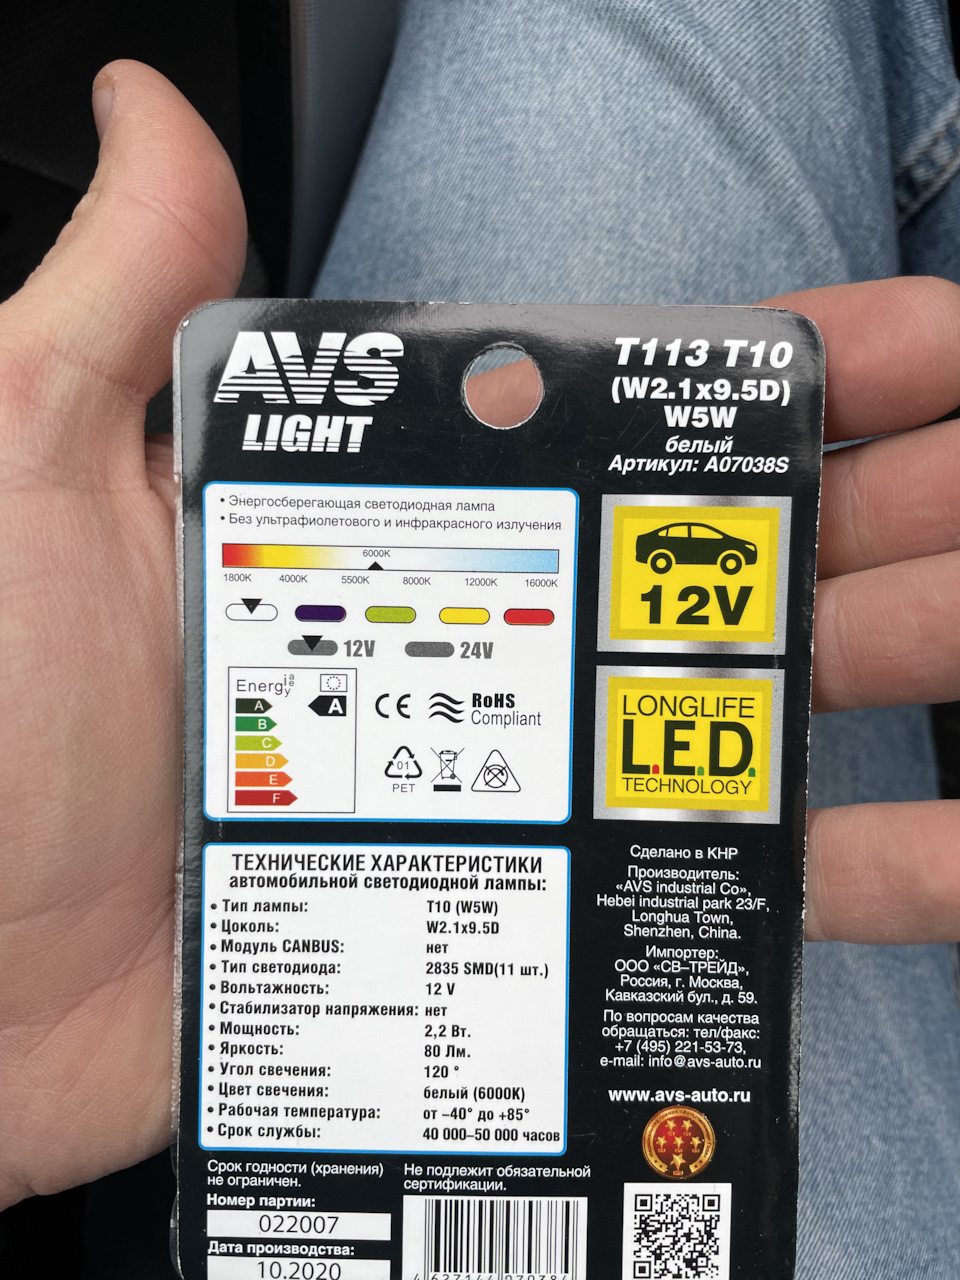 AVS
LIGHT
T113 T10
(W2.1x9.5D)
W5W
белый
Артикул: A07038S
• Энергосберегающая светодиодная лампа
• Без ультрафиолетового и инфракрасного излучения
6000K
1800K 4000K 5500K 8000K 12000K 16000K
12V 24V
Energi
y
ia
ae
A
A
B
C
D
E
F
CE
RoHS
Compliant
01
PET
12V
LONGLIFE
L.E.D.
TECHNOLOGY
ТЕХНИЧЕСКИЕ ХАРАКТЕРИСТИКИ
автомобильной светодиодной лампы:
• Тип лампы: T10 (W5W)
• Цоколь: W2.1x9.5D
• Модуль CANBUS: нет
• Тип светодиода: 2835 SMD(11 шт.)
• Вольтажность: 12 V
• Стабилизатор напряжения: нет
• Мощность: 2,2 Вт.
• Яркость: 80 Лм.
• Угол свечения: 120 °
• Цвет свечения: белый (6000K)
• Рабочая температура: от –40° до +85°
• Срок службы: 40 000–50 000 часов
Сделано в КНР
Производитель:
«AVS industrial Co»,
Hebei industrial park 23/F,
Longhua Town,
Shenzhen, China.
Импортер:
ООО «СВ–ТРЕЙД»,
Россия, г. Москва,
Кавказский бул., д. 59.
По вопросам качества
обращаться: тел/факс:
+7 (495) 221-53-73,
e-mail: info@avs-auto.ru
www.avs-auto.ru
Срок годности (хранения)
не ограничен.
Номер партии:
022007
Дата производства:
10.2020
Не подлежит обязательной
сертификации.
4 627144 070384